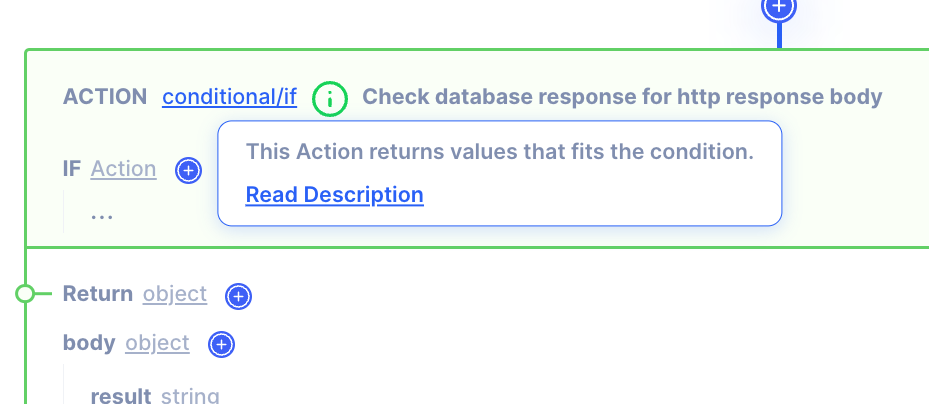 ACTION conditional/if Check database response for http response body
This Action returns values that fits the condition.
IF Action
Read Description
...
Return object
body object
result string